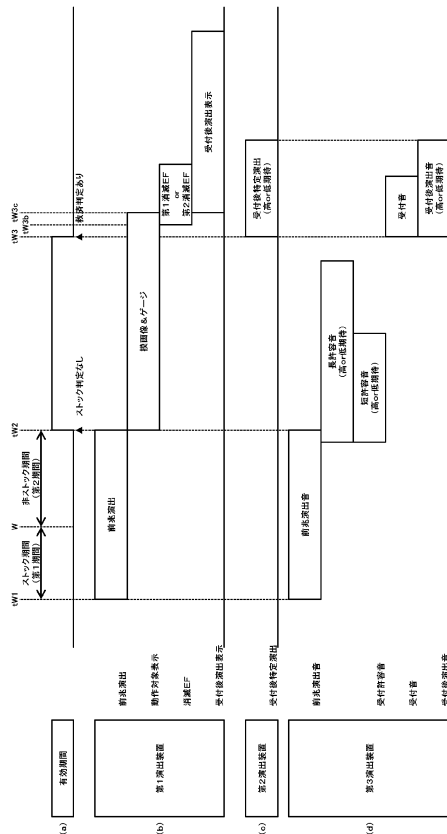 tW1
W
tW2
tW3
tW3b
tW3c
ストック期間
(第1期間)
非ストック期間
(第2期間)
ストック判定なし
救済判定あり
(a)
有効期間
(b)
第1演出装置
前兆演出
動作対象表示
消滅EF
受付後演出表示
前兆演出
操画像&ゲージ
第1消滅EF
or
第2消滅EF
受付後演出表示
(c)
第2演出装置
受付後特定演出
受付後特定演出
(高or低期待)
(d)
第3演出装置
前兆演出音
受付許容音
受付音
受付後演出音
前兆演出音
長許容音
(高or低期待)
短許容音
(高or低期待)
受付音
受付後演出音
(高or低期待)